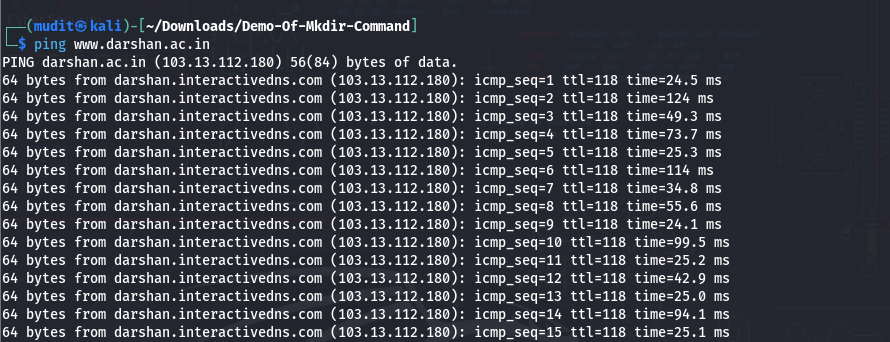 ┌──(mudit㉿kali)-[~/Downloads/Demo-Of-Mkdir-Command]
└─$ ping www.darshan.ac.in
PING darshan.ac.in (103.13.112.180) 56(84) bytes of data.
64 bytes from darshan.interactivedns.com (103.13.112.180): icmp_seq=1 ttl=118 time=24.5 ms
64 bytes from darshan.interactivedns.com (103.13.112.180): icmp_seq=2 ttl=118 time=124 ms
64 bytes from darshan.interactivedns.com (103.13.112.180): icmp_seq=3 ttl=118 time=49.3 ms
64 bytes from darshan.interactivedns.com (103.13.112.180): icmp_seq=4 ttl=118 time=73.7 ms
64 bytes from darshan.interactivedns.com (103.13.112.180): icmp_seq=5 ttl=118 time=25.3 ms
64 bytes from darshan.interactivedns.com (103.13.112.180): icmp_seq=6 ttl=118 time=114 ms
64 bytes from darshan.interactivedns.com (103.13.112.180): icmp_seq=7 ttl=118 time=34.8 ms
64 bytes from darshan.interactivedns.com (103.13.112.180): icmp_seq=8 ttl=118 time=55.6 ms
64 bytes from darshan.interactivedns.com (103.13.112.180): icmp_seq=9 ttl=118 time=24.1 ms
64 bytes from darshan.interactivedns.com (103.13.112.180): icmp_seq=10 ttl=118 time=99.5 ms
64 bytes from darshan.interactivedns.com (103.13.112.180): icmp_seq=11 ttl=118 time=25.2 ms
64 bytes from darshan.interactivedns.com (103.13.112.180): icmp_seq=12 ttl=118 time=42.9 ms
64 bytes from darshan.interactivedns.com (103.13.112.180): icmp_seq=13 ttl=118 time=25.0 ms
64 bytes from darshan.interactivedns.com (103.13.112.180): icmp_seq=14 ttl=118 time=94.1 ms
64 bytes from darshan.interactivedns.com (103.13.112.180): icmp_seq=15 ttl=118 time=25.1 ms